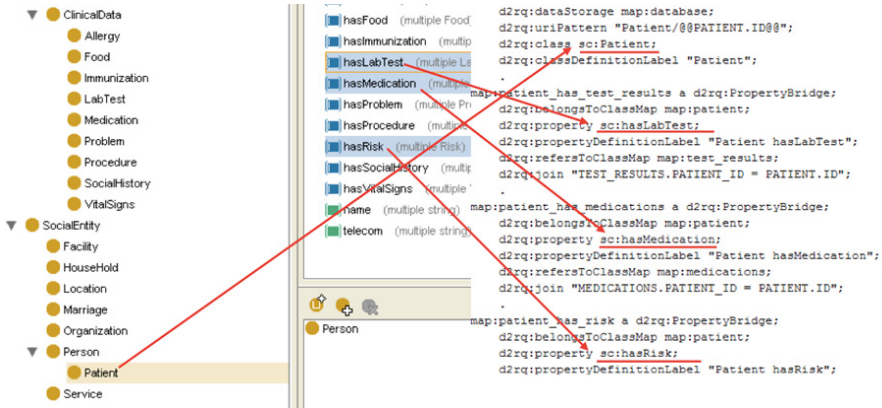 ClinicalData
Allergy
Food
Immunization
LabTest
Medication
Problem
Procedure
SocialHistory
VitalSigns
SocialEntity
Facility
HouseHold
Location
Marriage
Organization
Person
Patient
Service
hasFood (multiple Food)
hasImmunization (multip
hasLabTest (multiple La
hasMedication (multiple
hasProblem (multiple Pr
hasProcedure (multiple
hasRisk (multiple Risk)
hasSocialHistory (multip
hasVitalSigns (multiple
name (multiple string)
telecom (multiple string)
Person
d2rq:dataStorage map:database;
d2rq:uriPattern "Patient/@@PATIENT.ID@@";
d2rq:class sc:Patient;
d2rq:classDefinitionLabel "Patient";
.
map:patient_has_test_results a d2rq:PropertyBridge;
d2rq:belongsToClassMap map:patient;
d2rq:property sc:hasLabTest;
d2rq:propertyDefinitionLabel "Patient hasLabTest";
d2rq:refersToClassMap map:test_results;
d2rq:join "TEST_RESULTS.PATIENT_ID = PATIENT.ID";
.
map:patient_has_medications a d2rq:PropertyBridge;
d2rq:belongsToClassMap map:patient;
d2rq:property sc:hasMedication;
d2rq:propertyDefinitionLabel "Patient hasMedication";
d2rq:refersToClassMap map:medications;
d2rq:join "MEDICATIONS.PATIENT_ID = PATIENT.ID";
.
map:patient_has_risk a d2rq:PropertyBridge;
d2rq:belongsToClassMap map:patient;
d2rq:property sc:hasRisk;
d2rq:propertyDefinitionLabel "Patient hasRisk";